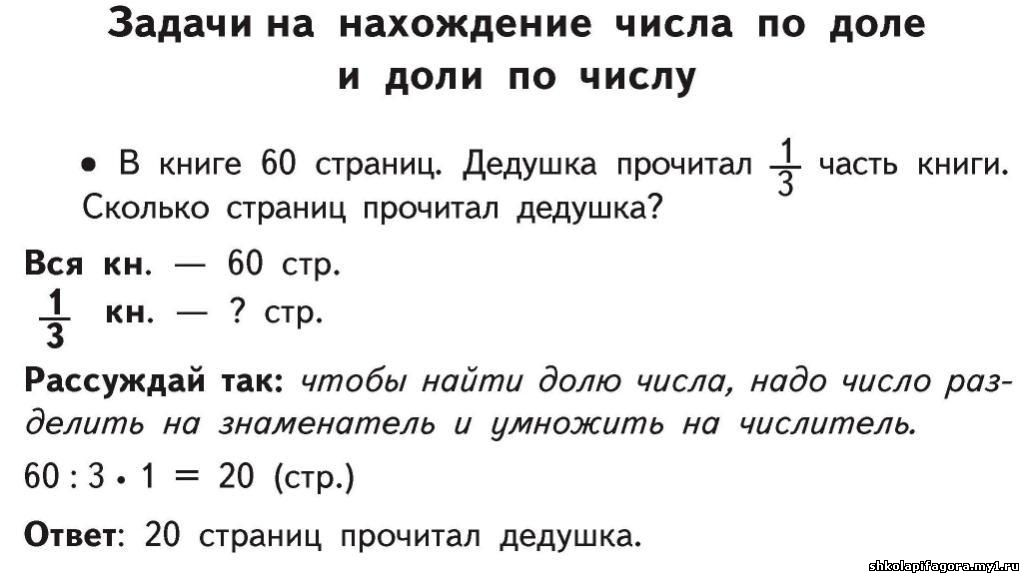 Задачи на нахождение числа по доле
и доли по числу
• В книге 60 страниц. Дедушка прочитал 1/3 часть книги.
Сколько страниц прочитал дедушка?
Вся кн. — 60 стр.
1/3 кн. — ? стр.
Рассуждай так: чтобы найти долю числа, надо число раз-
делить на знаменатель и умножить на числитель.
60 : 3 • 1 = 20 (стр.)
Ответ: 20 страниц прочитал дедушка.
shkolapifagora.my1.ru